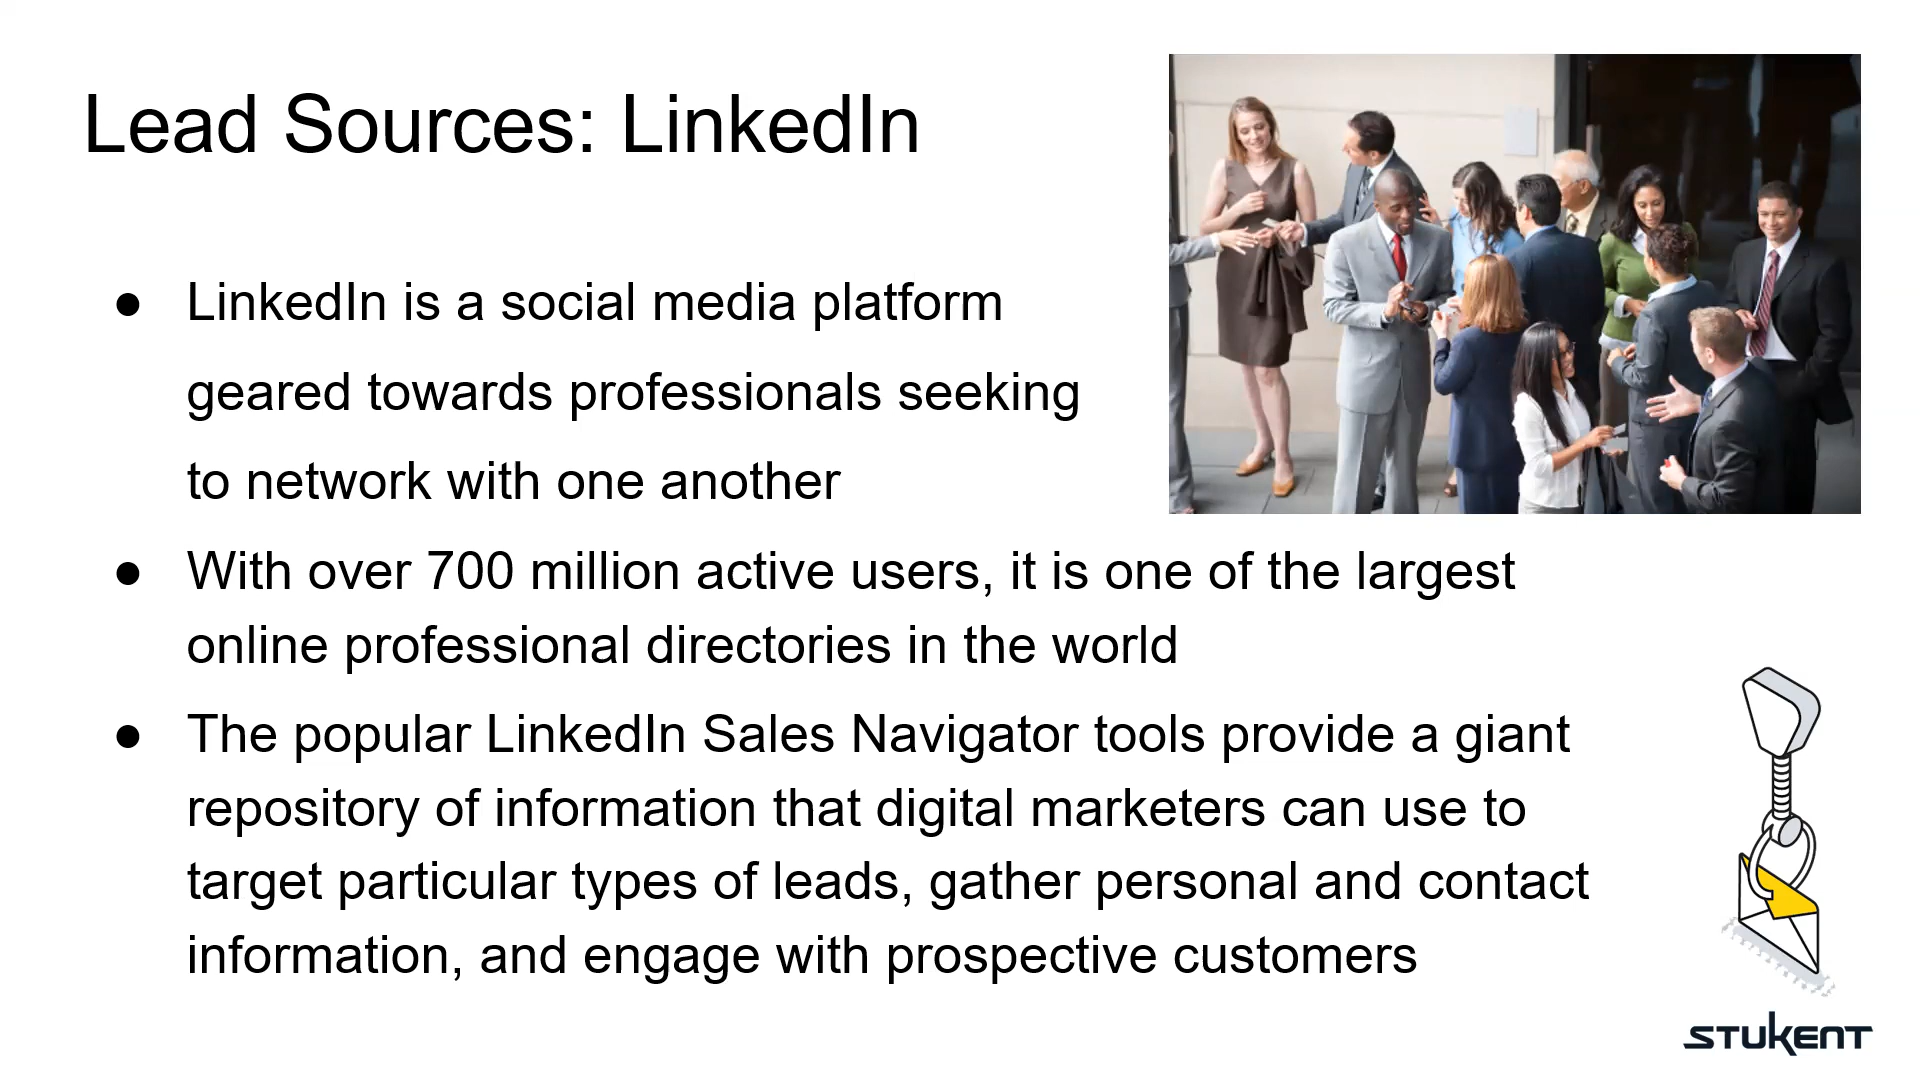 Lead Sources: LinkedIn
● LinkedIn is a social media platform
geared towards professionals seeking
to network with one another
● With over 700 million active users, it is one of the largest
online professional directories in the world
● The popular LinkedIn Sales Navigator tools provide a giant
repository of information that digital marketers can use to
target particular types of leads, gather personal and contact
information, and engage with prospective customers
STUKENT